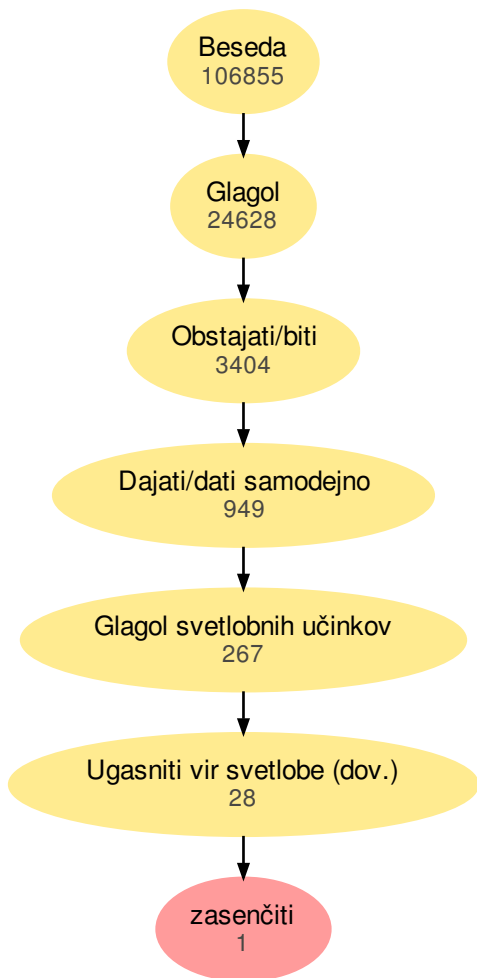 Beseda
106855
Glagol
24628
Obstajati/biti
3404
Dajati/dati samodejno
949
Glagol svetlobnih učinkov
267
Ugasniti vir svetlobe (dov.)
28
zasenčiti
1